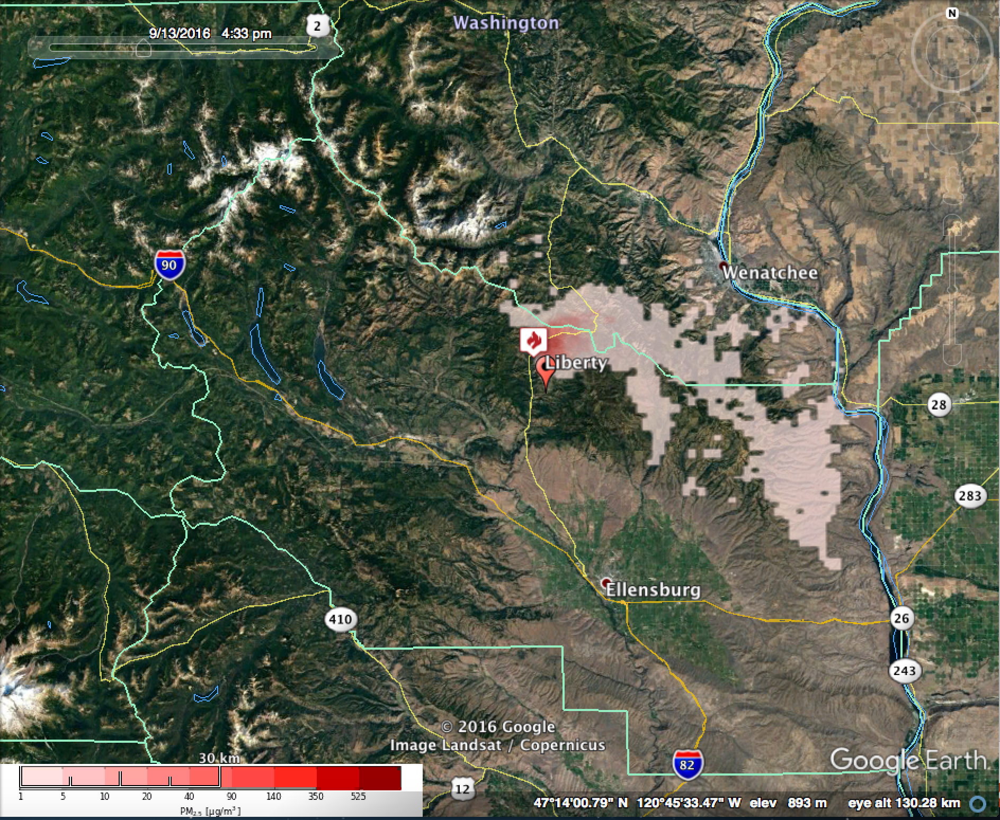 Washington
N
2
9/13/2016 4:33 pm
90
Wenatchee
Liberty
28
283
Ellensburg
410
26
243
© 2016 Google
Image Landsat / Copernicus
30 km
Google Earth
82
12
1 5 10 20 40 90 140 350 525
PM2.5 [µg/m³]
47°14'00.79" N 120°45'33.47" W elev 893 m eye alt 130.28 km